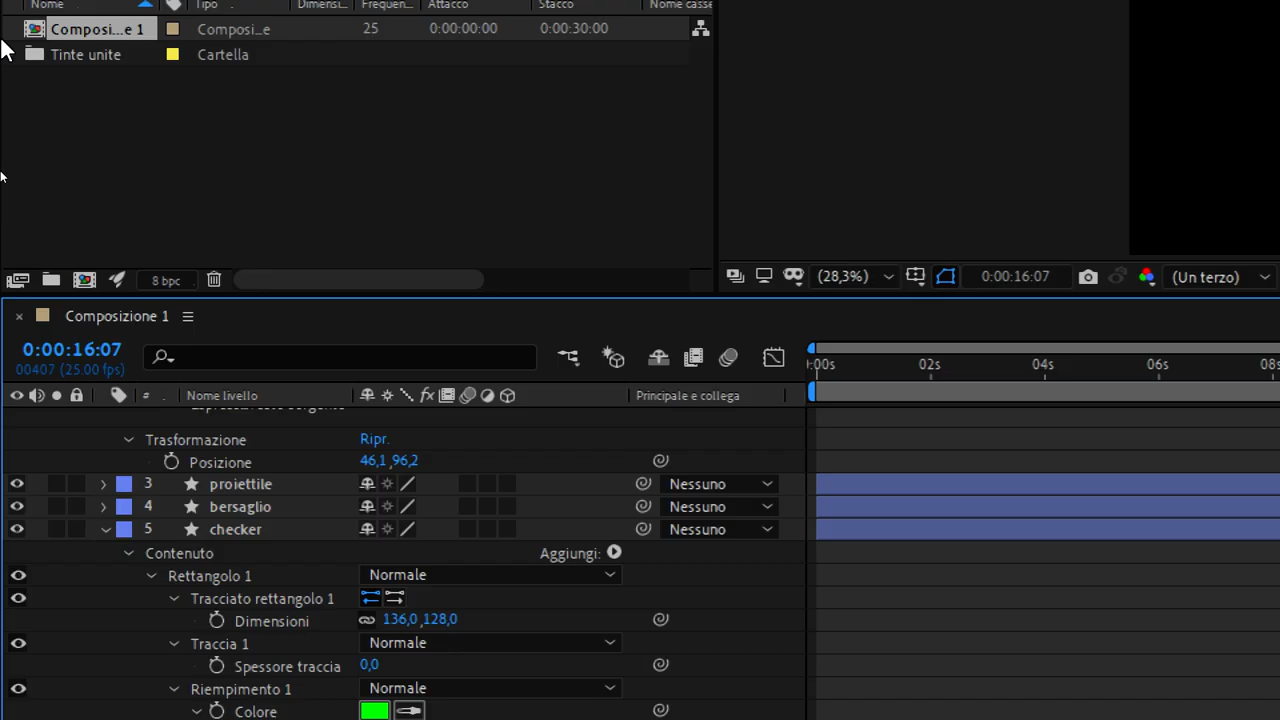 Nome Tipo Dimensi... Frequen... Attacco Stacco Nome casse
Composi...e 1 Composi...e 25 0:00:00:00 0:00:30:00
Tinte unite Cartella
8 bpc
(28,3%) 0:00:16:07 (Un terzo)
Composizione 1
0:00:16:07
00407 (25.00 fps)
:00s 02s 04s 06s 08s
# Nome livello fx Principale e collega
Trasformazione Ripr.
Posizione 46,1,96,2
3 proiettile Nessuno
4 bersaglio Nessuno
5 checker Nessuno
Contenuto Aggiungi:
Rettangolo 1 Normale
Tracciato rettangolo 1
Dimensioni 136,0,128,0
Traccia 1 Normale
Spessore traccia 0,0
Riempimento 1 Normale
Colore